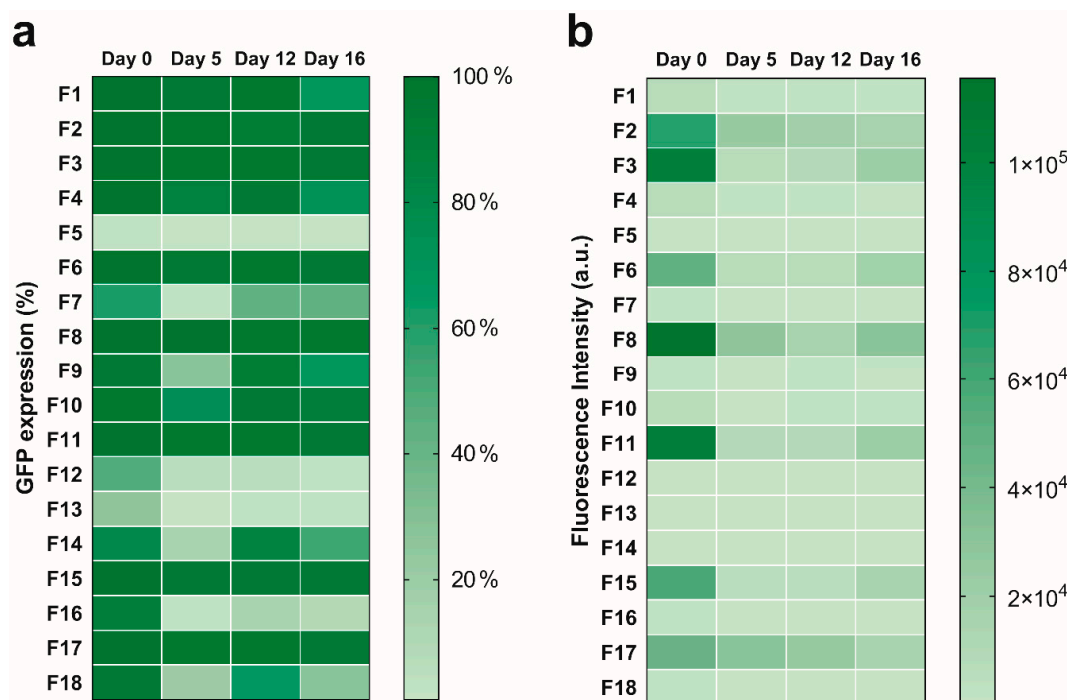 a
Day 0 Day 5 Day 12 Day 16
GFP expression (%)
F1
F2
F3
F4
F5
F6
F7
F8
F9
F10
F11
F12
F13
F14
F15
F16
F17
F18
100 %
80 %
60 %
40 %
20 %
b
Day 0 Day 5 Day 12 Day 16
Fluorescence Intensity (a.u.)
F1
F2
F3
F4
F5
F6
F7
F8
F9
F10
F11
F12
F13
F14
F15
F16
F17
F18
1×10⁵
8×10⁴
6×10⁴
4×10⁴
2×10⁴